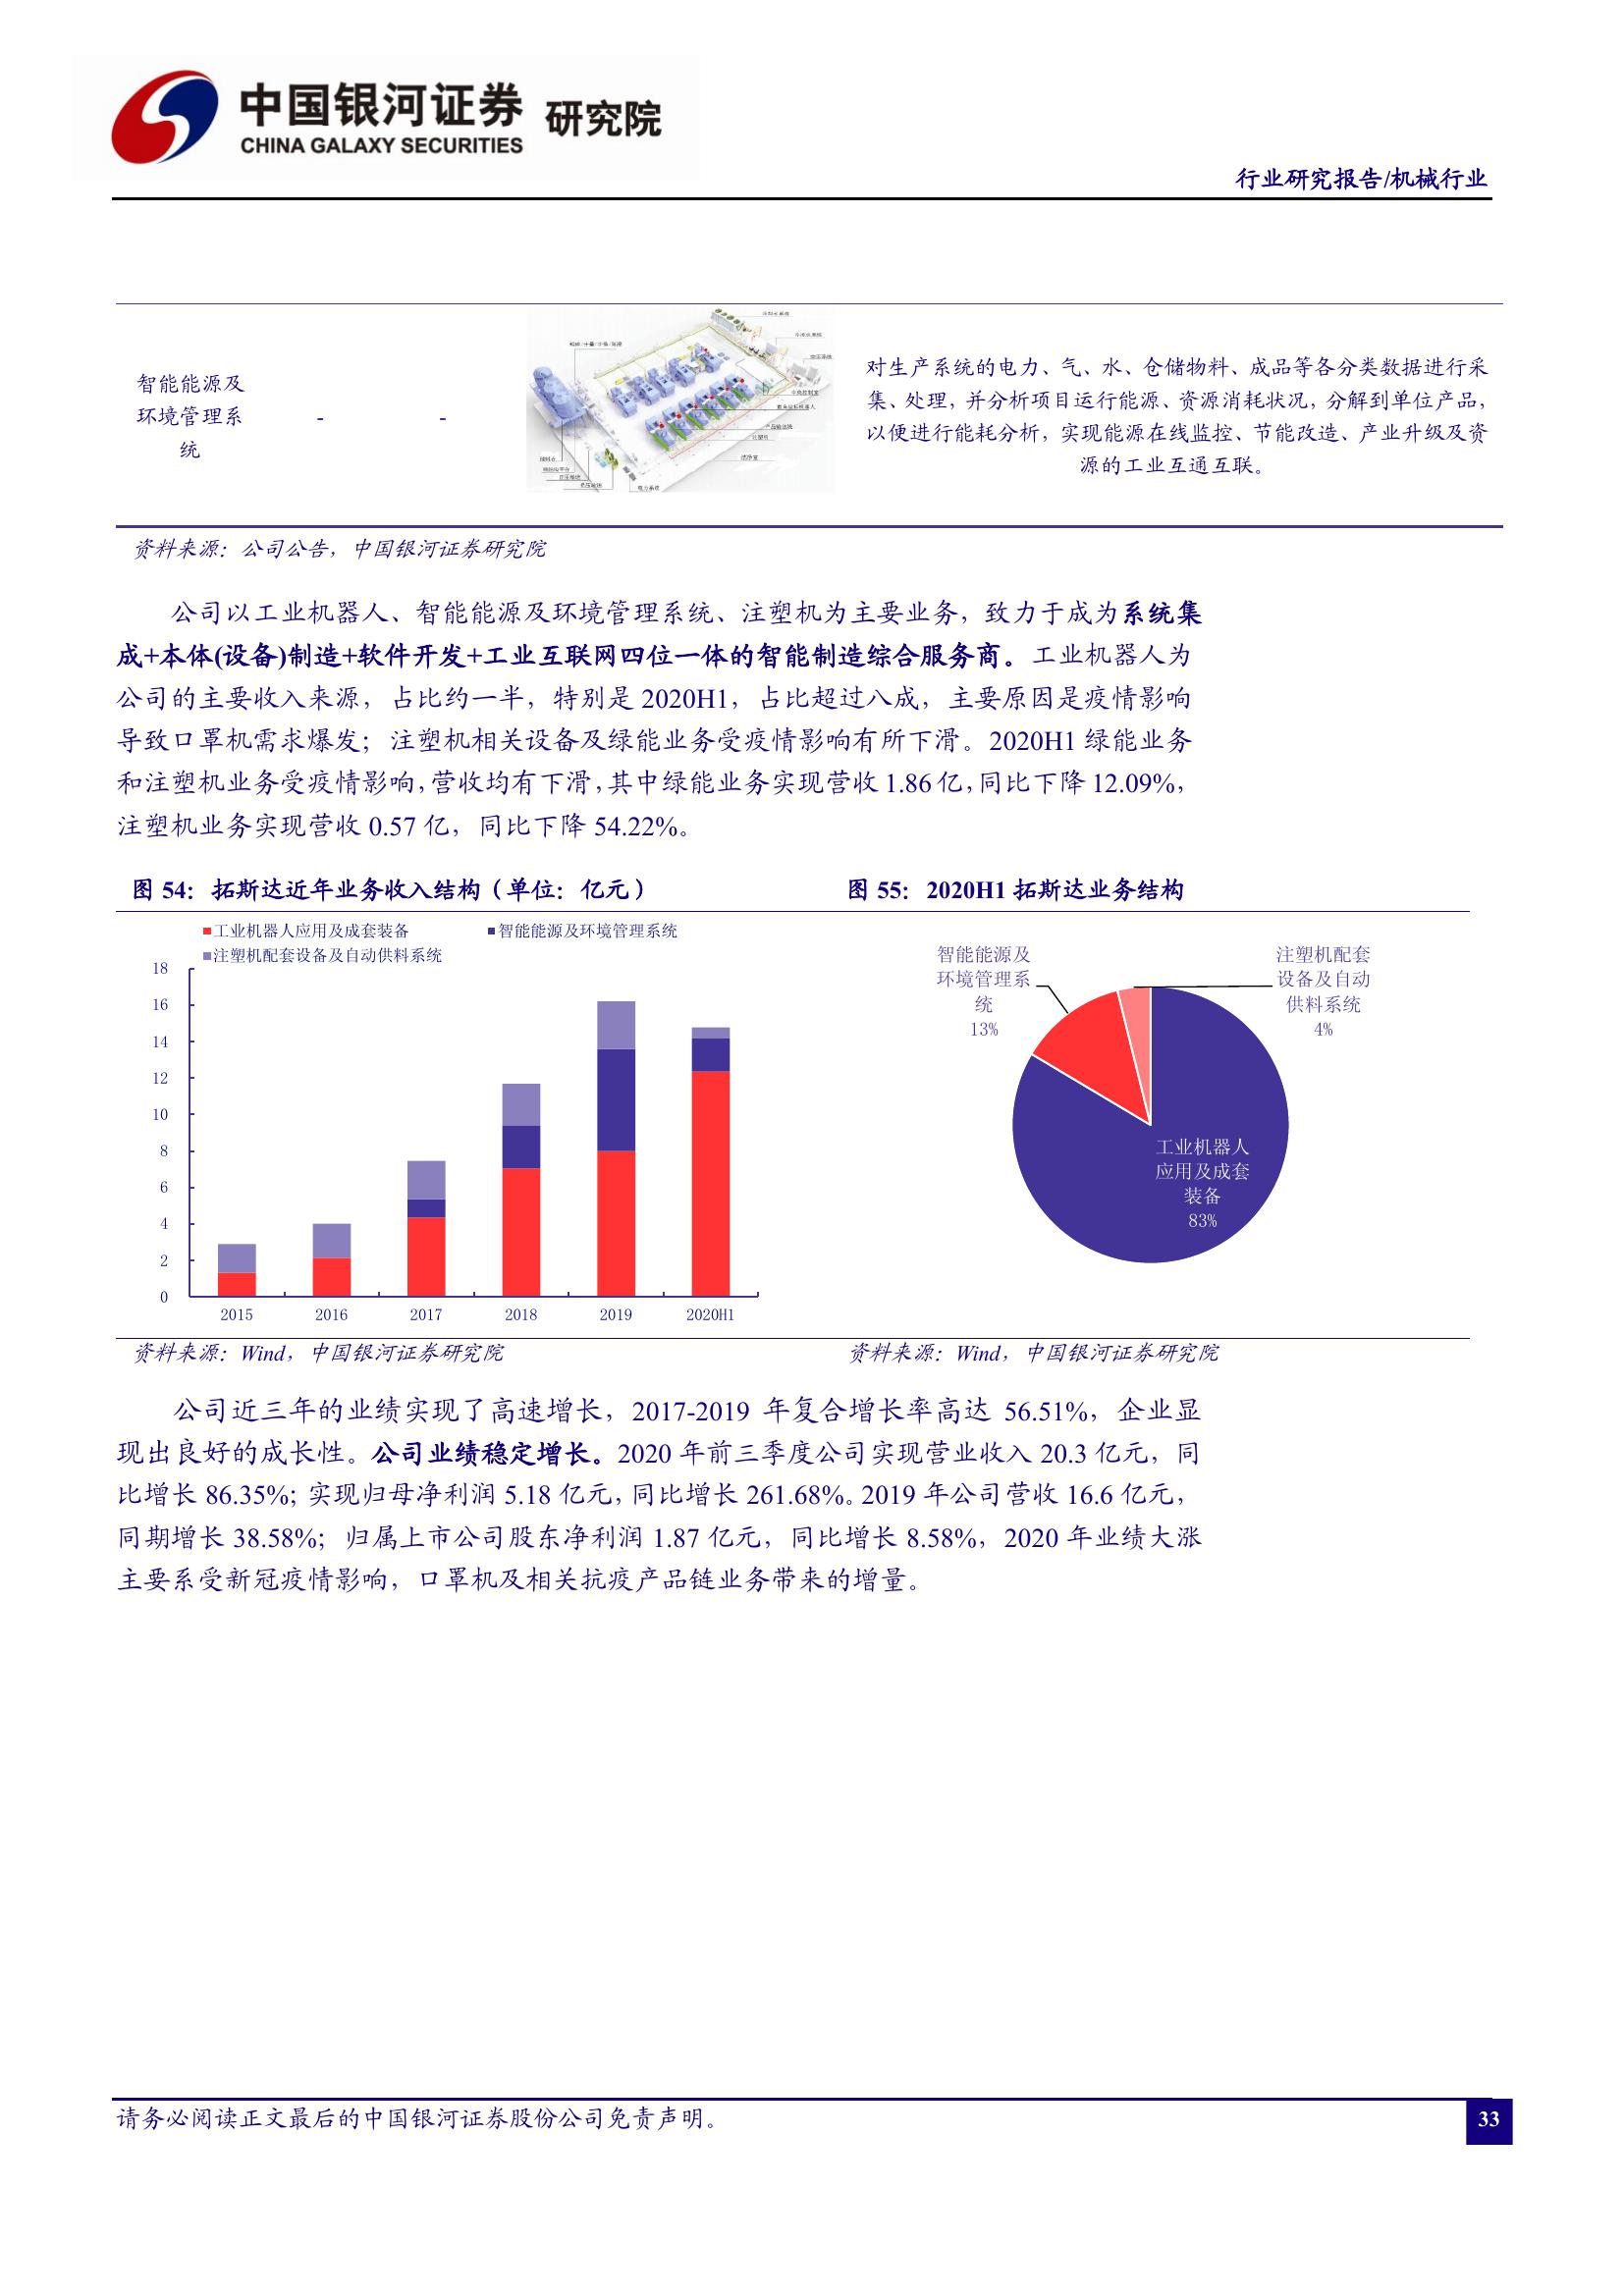 中国银河证券 研究院
CHINA GALAXY SECURITIES
行业研究报告/机械行业
智能能源及
环境管理系
统
-
-
对生产系统的电力、气、水、仓储物料、成品等各分类数据进行采
集、处理，并分析项目运行能源、资源消耗状况，分解到单位产品，
以便进行能耗分析，实现能源在线监控、节能改造、产业升级及资
源的工业互通互联。
资料来源：公司公告，中国银河证券研究院
公司以工业机器人、智能能源及环境管理系统、注塑机为主要业务，致力于成为系统集
成+本体(设备)制造+软件开发+工业互联网四位一体的智能制造综合服务商。工业机器人为
公司的主要收入来源，占比约一半，特别是 2020H1，占比超过八成，主要原因是疫情影响
导致口罩机需求爆发；注塑机相关设备及绿能业务受疫情影响有所下滑。2020H1 绿能业务
和注塑机业务受疫情影响，营收均有下滑，其中绿能业务实现营收 1.86 亿，同比下降 12.09%，
注塑机业务实现营收 0.57 亿，同比下降 54.22%。
图 54：拓斯达近年业务收入结构（单位：亿元）
工业机器人应用及成套装备
智能能源及环境管理系统
注塑机配套设备及自动供料系统
18
16
14
12
10
8
6
4
2
0
2015
2016
2017
2018
2019
2020H1
资料来源：Wind，中国银河证券研究院
图 55：2020H1 拓斯达业务结构
智能能源及
环境管理系
统
13%
注塑机配套
设备及自动
供料系统
4%
工业机器人
应用及成套
装备
83%
资料来源：Wind，中国银河证券研究院
公司近三年的业绩实现了高速增长，2017-2019 年复合增长率高达 56.51%，企业显
现出良好的成长性。公司业绩稳定增长。2020 年前三季度公司实现营业收入 20.3 亿元，同
比增长 86.35%；实现归母净利润 5.18 亿元，同比增长 261.68%。2019 年公司营收 16.6 亿元，
同期增长 38.58%；归属上市公司股东净利润 1.87 亿元，同比增长 8.58%，2020 年业绩大涨
主要系受新冠疫情影响，口罩机及相关抗疫产品链业务带来的增量。
请务必阅读正文最后的中国银河证券股份公司免责声明。
33